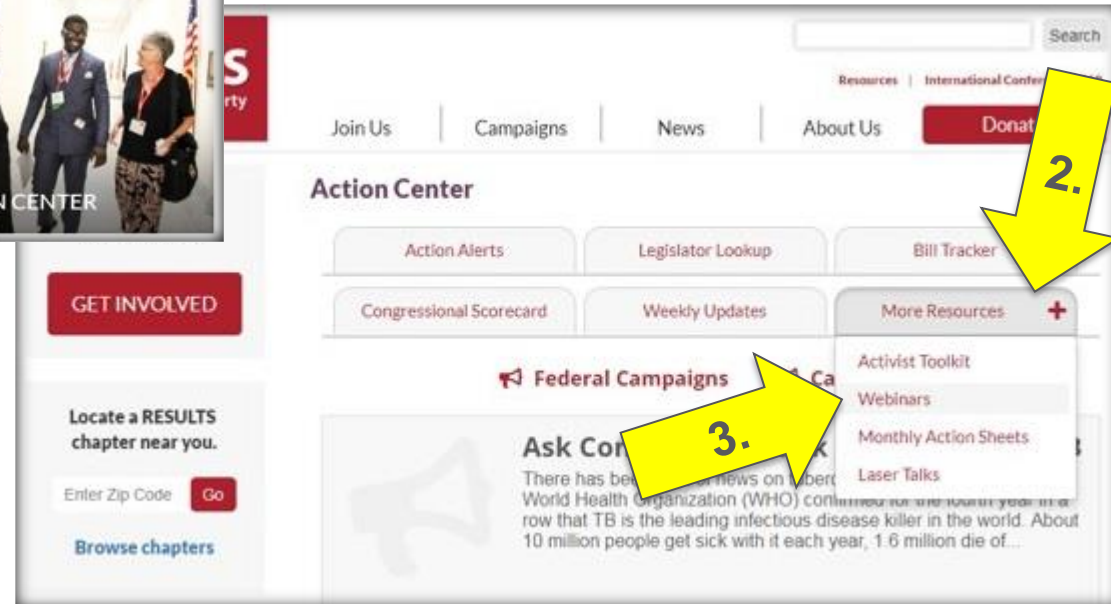 S
rty
N CENTER
Search
Resources | International Confer
Join Us | Campaigns | News | About Us
Donat
2.
Action Center
Action Alerts
Legislator Lookup
Bill Tracker
GET INVOLVED
Congressional Scorecard
Weekly Updates
More Resources +
Activist Toolkit
Webinars
Monthly Action Sheets
Laser Talks
Federal Campaigns
Ca
3.
Locate a RESULTS
chapter near you.
Enter Zip Code
Go
Browse chapters
Ask Con
There has bee news on
World Health Organization (WHO) confirmed for the fourth year in a
row that TB is the leading infectious disease killer in the world. About
10 million people get sick with it each year, 1.6 million die of...